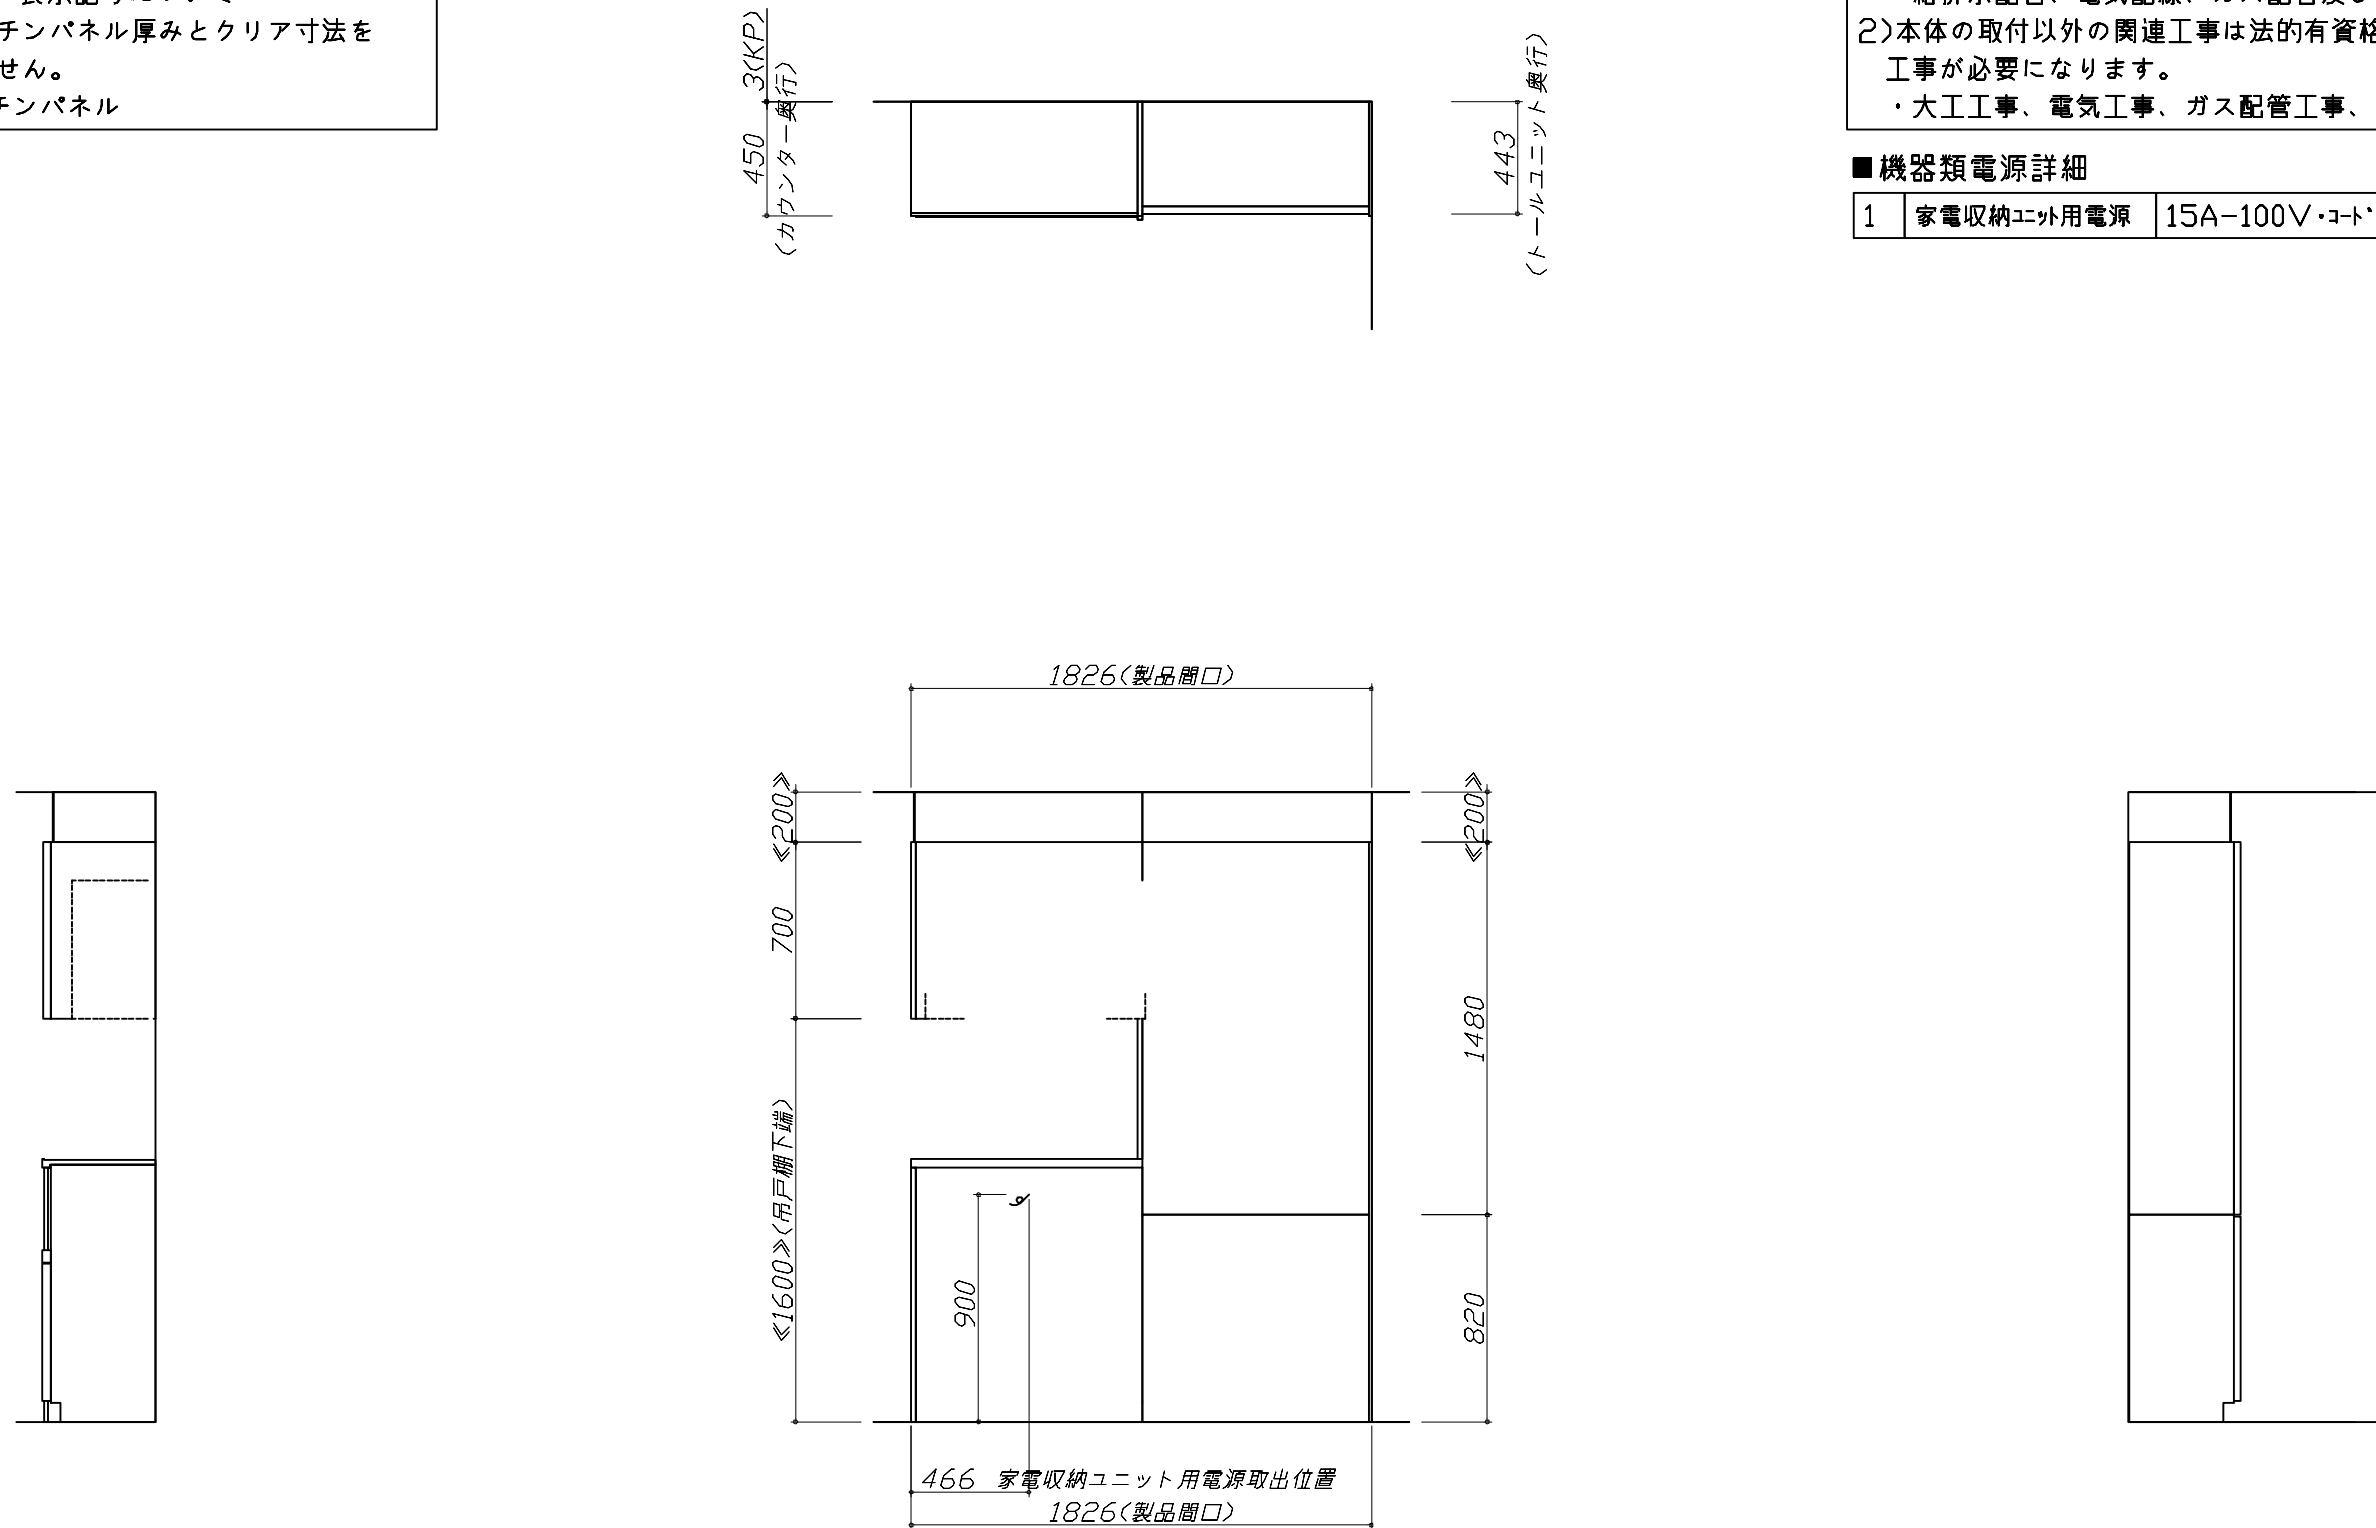 チンパネル厚みとクリア寸法を
せん。
チンパネル
3(KP)
450
(カウンター奥行)
443
(トールユニット奥行)
2)本体の取付以外の関連工事は法的有資格
工事が必要になります。
・大工工事、電気工事、ガス配管工事、
■機器類電源詳細
1 家電収納ユニット用電源 15A-100V・コード
1826(製品間口)
≪200≫
700
≪1600≫(吊戸棚下端)
≪200≫
1480
820
900
466 家電収納ユニット用電源取出位置
1826(製品間口)